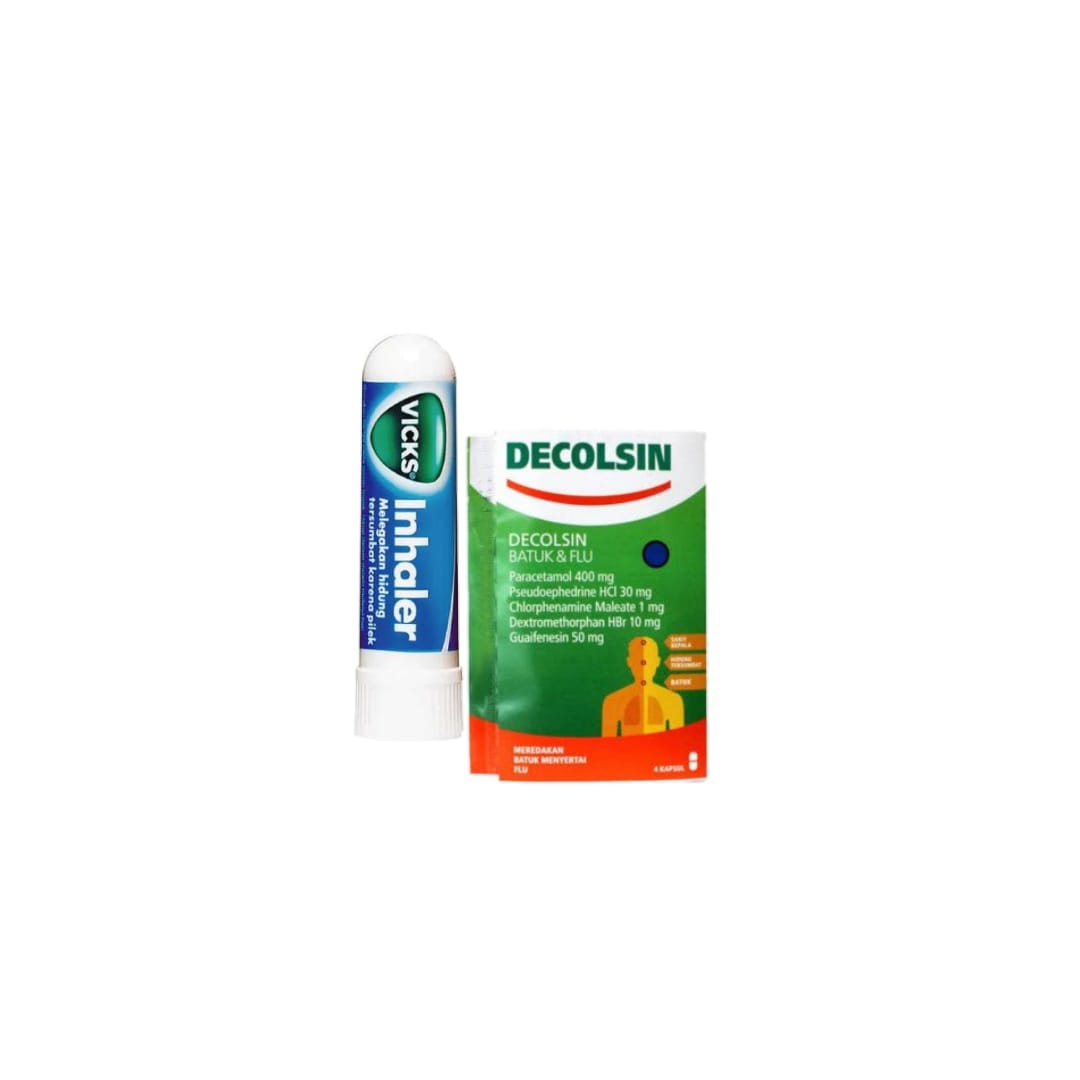 VICKS
Inhaler
Melegakan hidung
tersumbat karena pilek
DECOLSIN
DECOLSIN
BATUK & FLU
Paracetamol 400 mg
Pseudoephedrine HCl 30 mg
Chlorphenamine Maleate 1 mg
Dextromethorphan HBr 10 mg
Guaifenesin 50 mg
SAKIT
KEPALA
HIDUNG
TERSUMBAT
BATUK
MEREDAKAN
BATUK MENYERTAI
FLU
4 KAPSUL